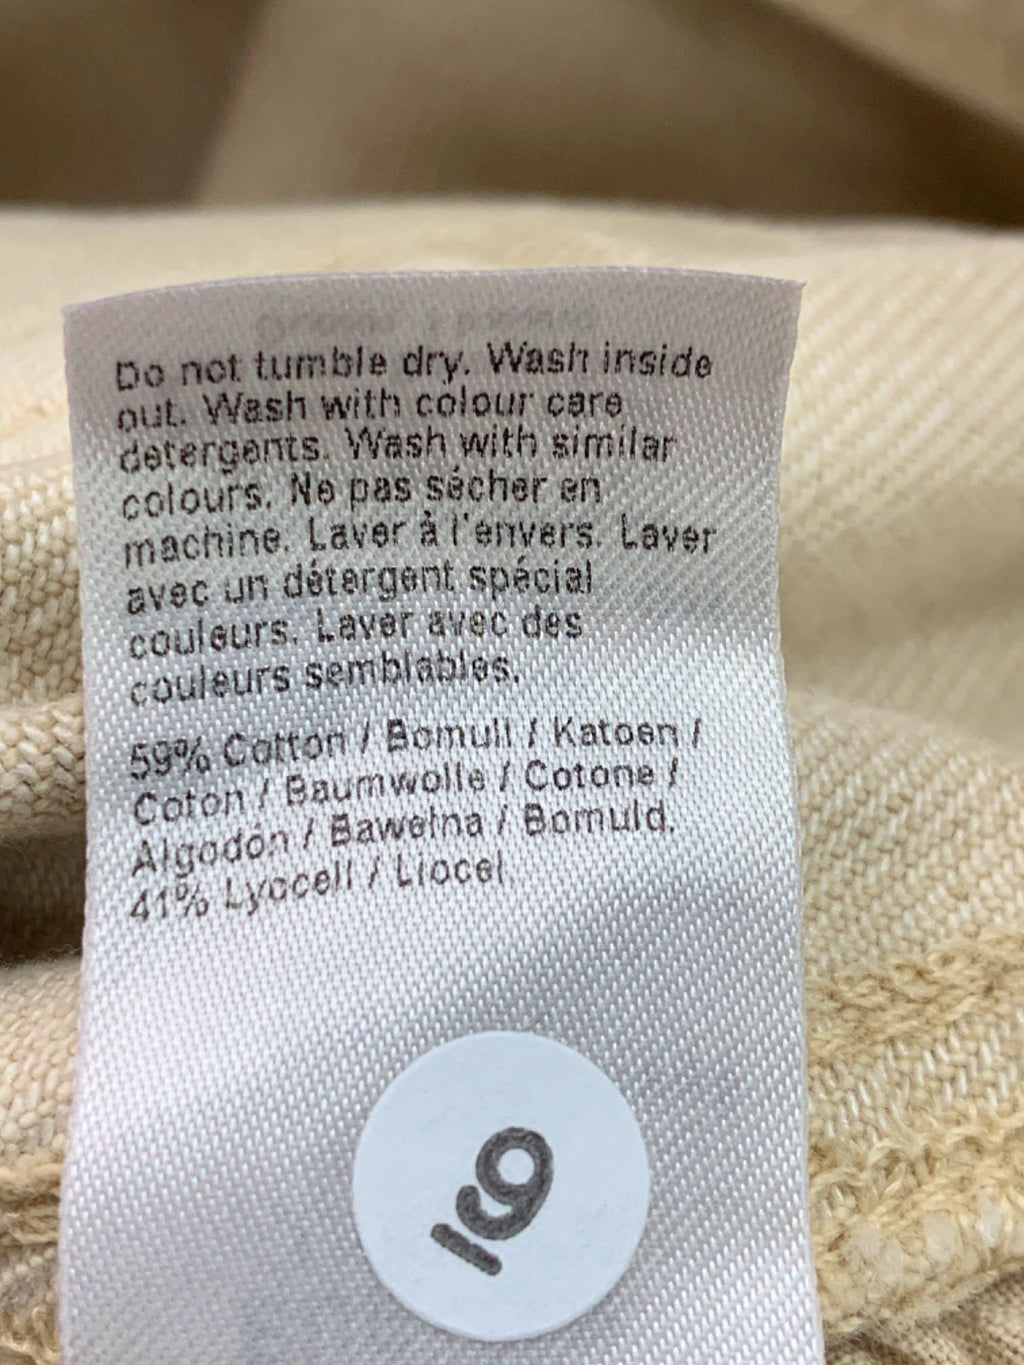 Do not tumble dry. Wash inside
out. Wash with colour care
detergents. Wash with similar
colours. Ne pas sécher en
machine. Laver à l'envers. Laver
avec un détergent spécial
couleurs. Laver avec des
couleurs semblables.
59% Cotton / Bomull / Katoen /
Coton / Baumwolle / Cotone /
Algodón / Bawełna / Bomuld.
41% Lyocell / Liocel.
9